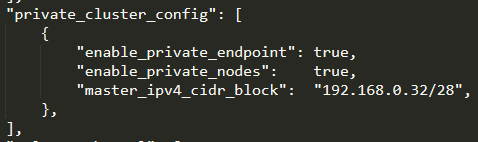 "private_cluster_config": [
{
"enable_private_endpoint": true,
"enable_private_nodes": true,
"master_ipv4_cidr_block": "192.168.0.32/28",
},
],